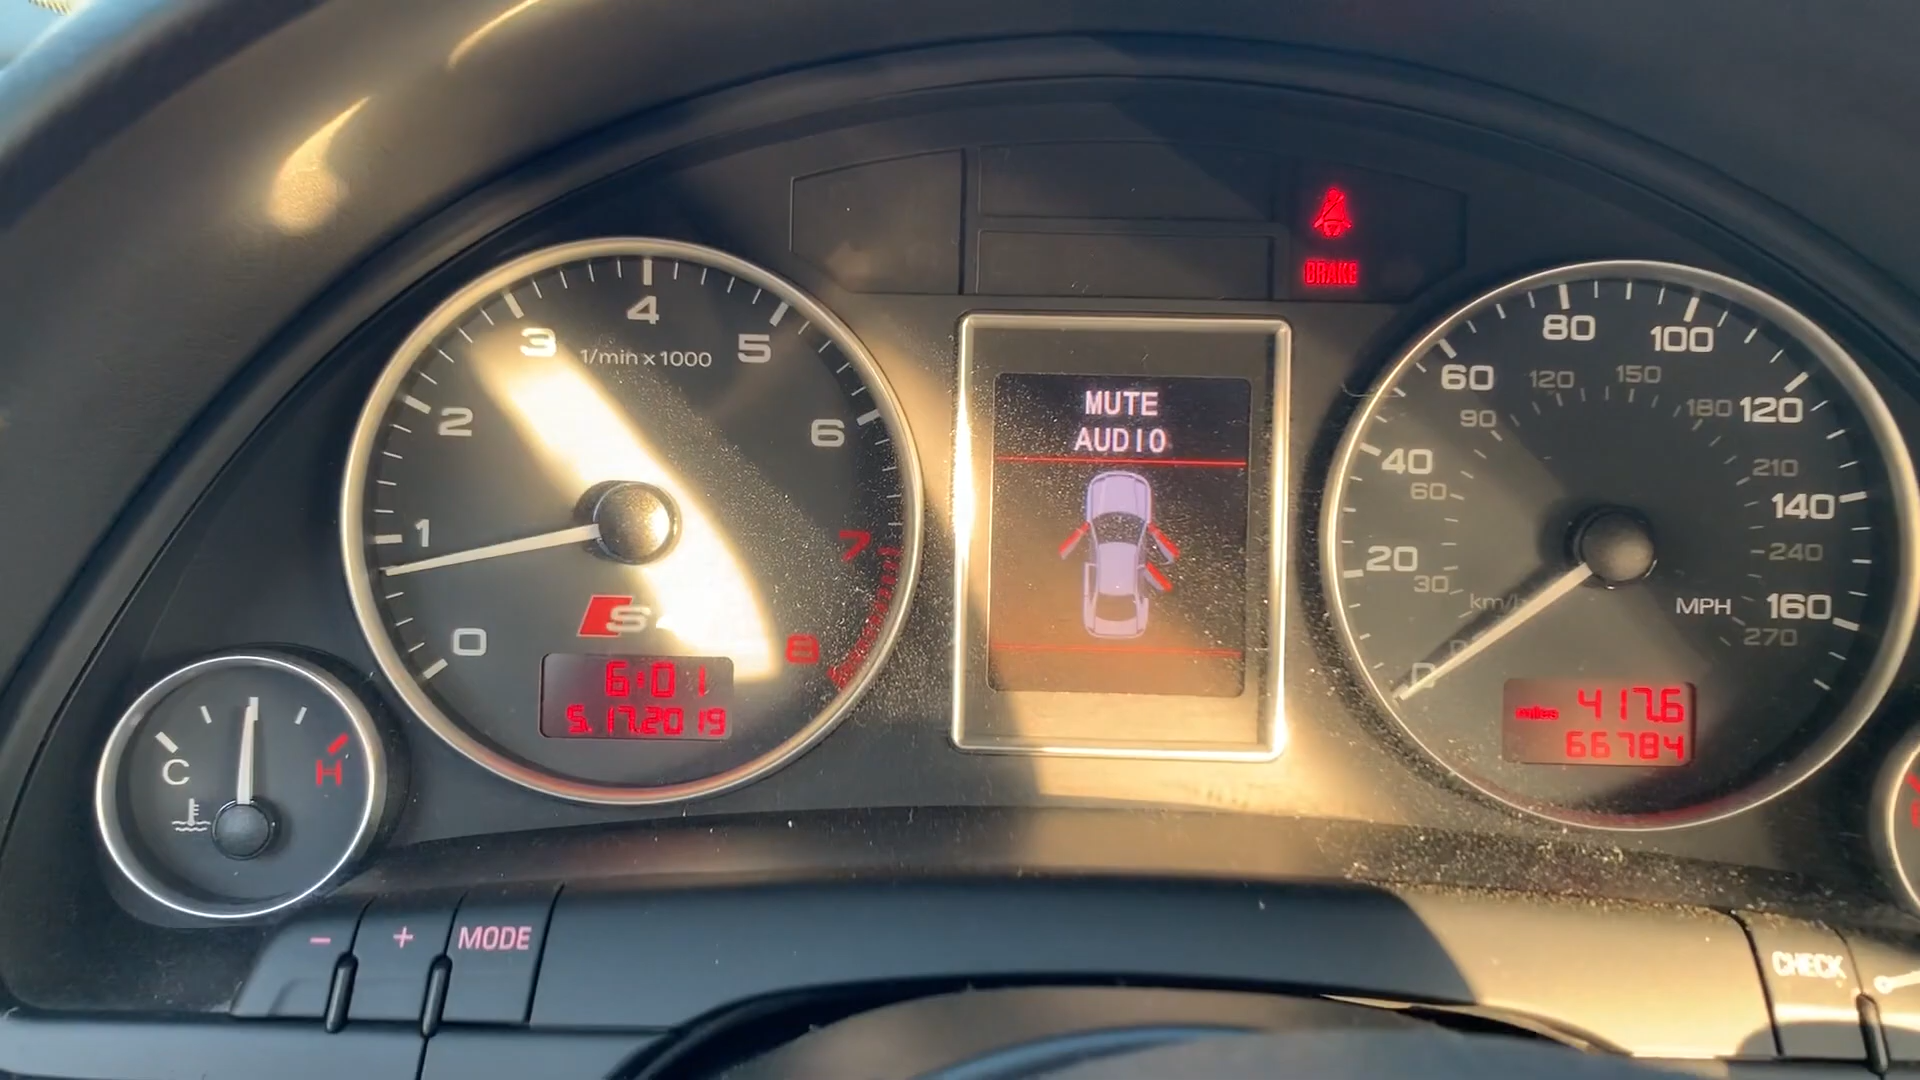 BRAKE
0
1
2
3
4
5
6
7
8
1/min x 1000
S
6:01
5.17.2019
MUTE
AUDIO
20
40
60
80
100
120
140
160
30
60
90
120
150
180
210
240
270
km/h
MPH
miles 417.6
66784
C
H
- + MODE
CHECK